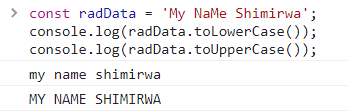 > const radData = 'My NaMe Shimirwa';
console.log(radData.toLowerCase());
console.log(radData.toUpperCase());
my name shimirwa
MY NAME SHIMIRWA